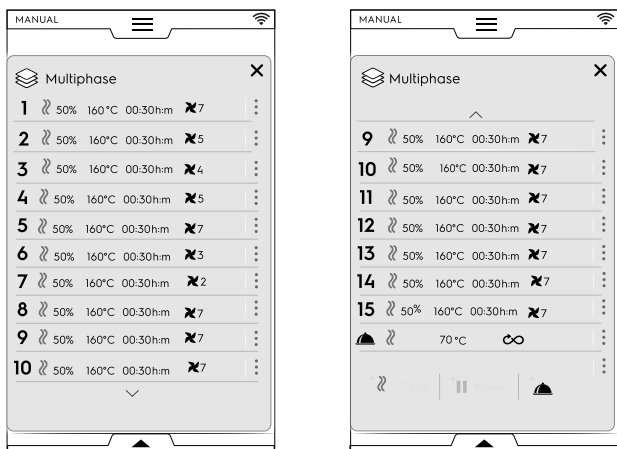 MANUAL
Multiphase
1 50% 160°C 00:30h:m 7
2 50% 160°C 00:30h:m 5
3 50% 160°C 00:30h:m 4
4 50% 160°C 00:30h:m 5
5 50% 160°C 00:30h:m 7
6 50% 160°C 00:30h:m 3
7 50% 160°C 00:30h:m 2
8 50% 160°C 00:30h:m 7
9 50% 160°C 00:30h:m 7
10 50% 160°C 00:30h:m 7
MANUAL
Multiphase
9 50% 160°C 00:30h:m 7
10 50% 160°C 00:30h:m 7
11 50% 160°C 00:30h:m 7
12 50% 160°C 00:30h:m 7
13 50% 160°C 00:30h:m 7
14 50% 160°C 00:30h:m 7
15 50% 160°C 00:30h:m 7
70 °C
Cycle Pause